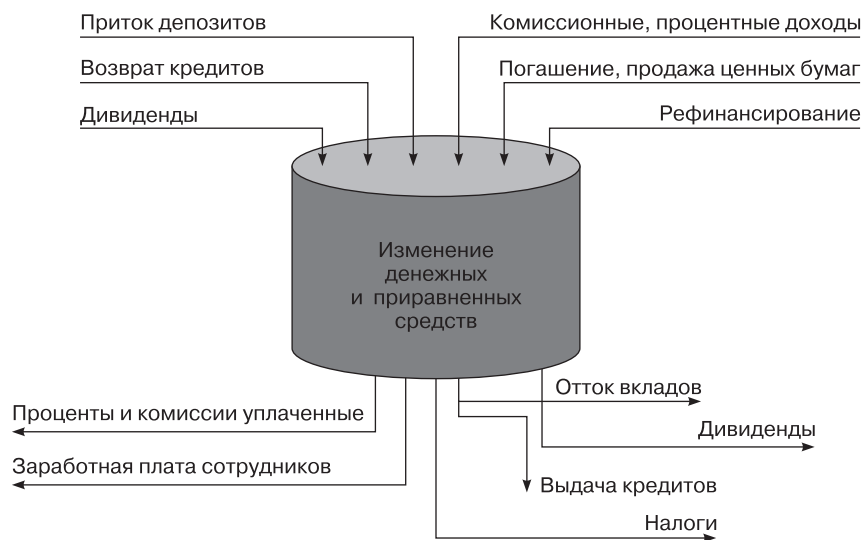 Приток депозитов
Комиссионные, процентные доходы
Возврат кредитов
Погашение, продажа ценных бумаг
Дивиденды
Рефинансирование
Изменение
денежных
и приравненных
средств
Отток вкладов
Проценты и комиссии уплаченные
Дивиденды
Заработная плата сотрудников
Выдача кредитов
Налоги